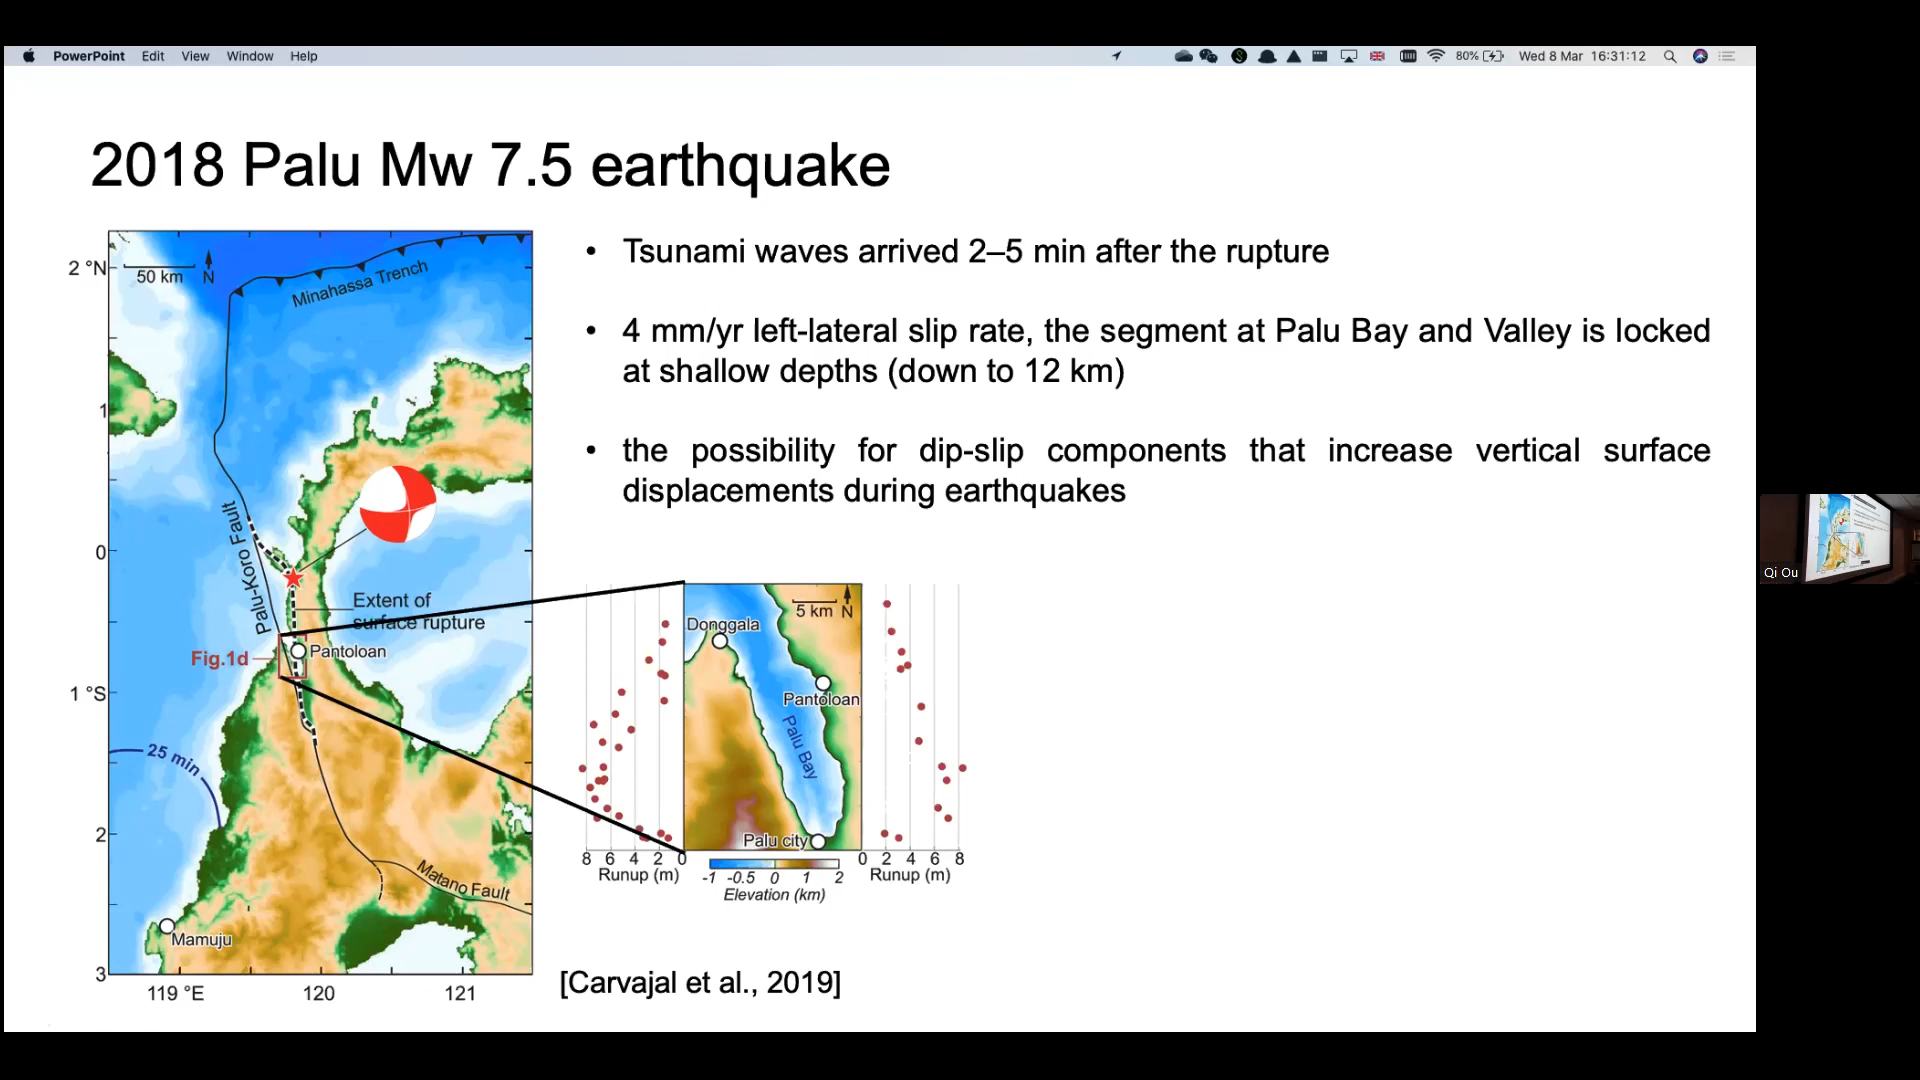 PowerPoint Edit View Window Help 80% Wed 8 Mar 16:31:12
2018 Palu Mw 7.5 earthquake
• Tsunami waves arrived 2–5 min after the rupture
• 4 mm/yr left-lateral slip rate, the segment at Palu Bay and Valley is locked
at shallow depths (down to 12 km)
• the possibility for dip-slip components that increase vertical surface
displacements during earthquakes
2 °N
1
0
1 °S
2
3
119 °E 120 121
50 km
N
Minahassa Trench
Palu-Koro Fault
Extent of
surface rupture
Fig.1d
Pantoloan
25 min
Matano Fault
Mamuju
5 km N
Donggala
Pantoloan
Palu Bay
Palu city
8 6 4 2 0
Runup (m)
-1 -0.5 0 1 2
Elevation (km)
0 2 4 6 8
Runup (m)
[Carvajal et al., 2019]
Qi Ou